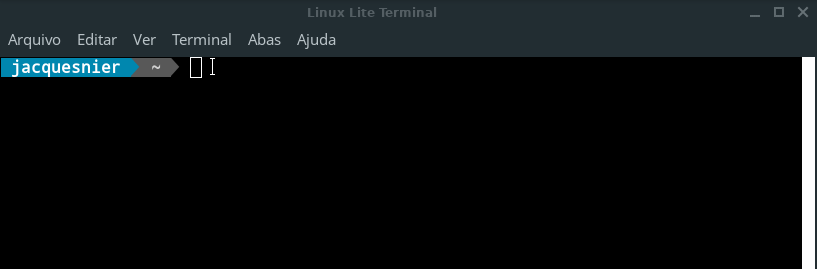 Linux Lite Terminal
Arquivo Editar Ver Terminal Abas Ajuda
jacquesnier ~